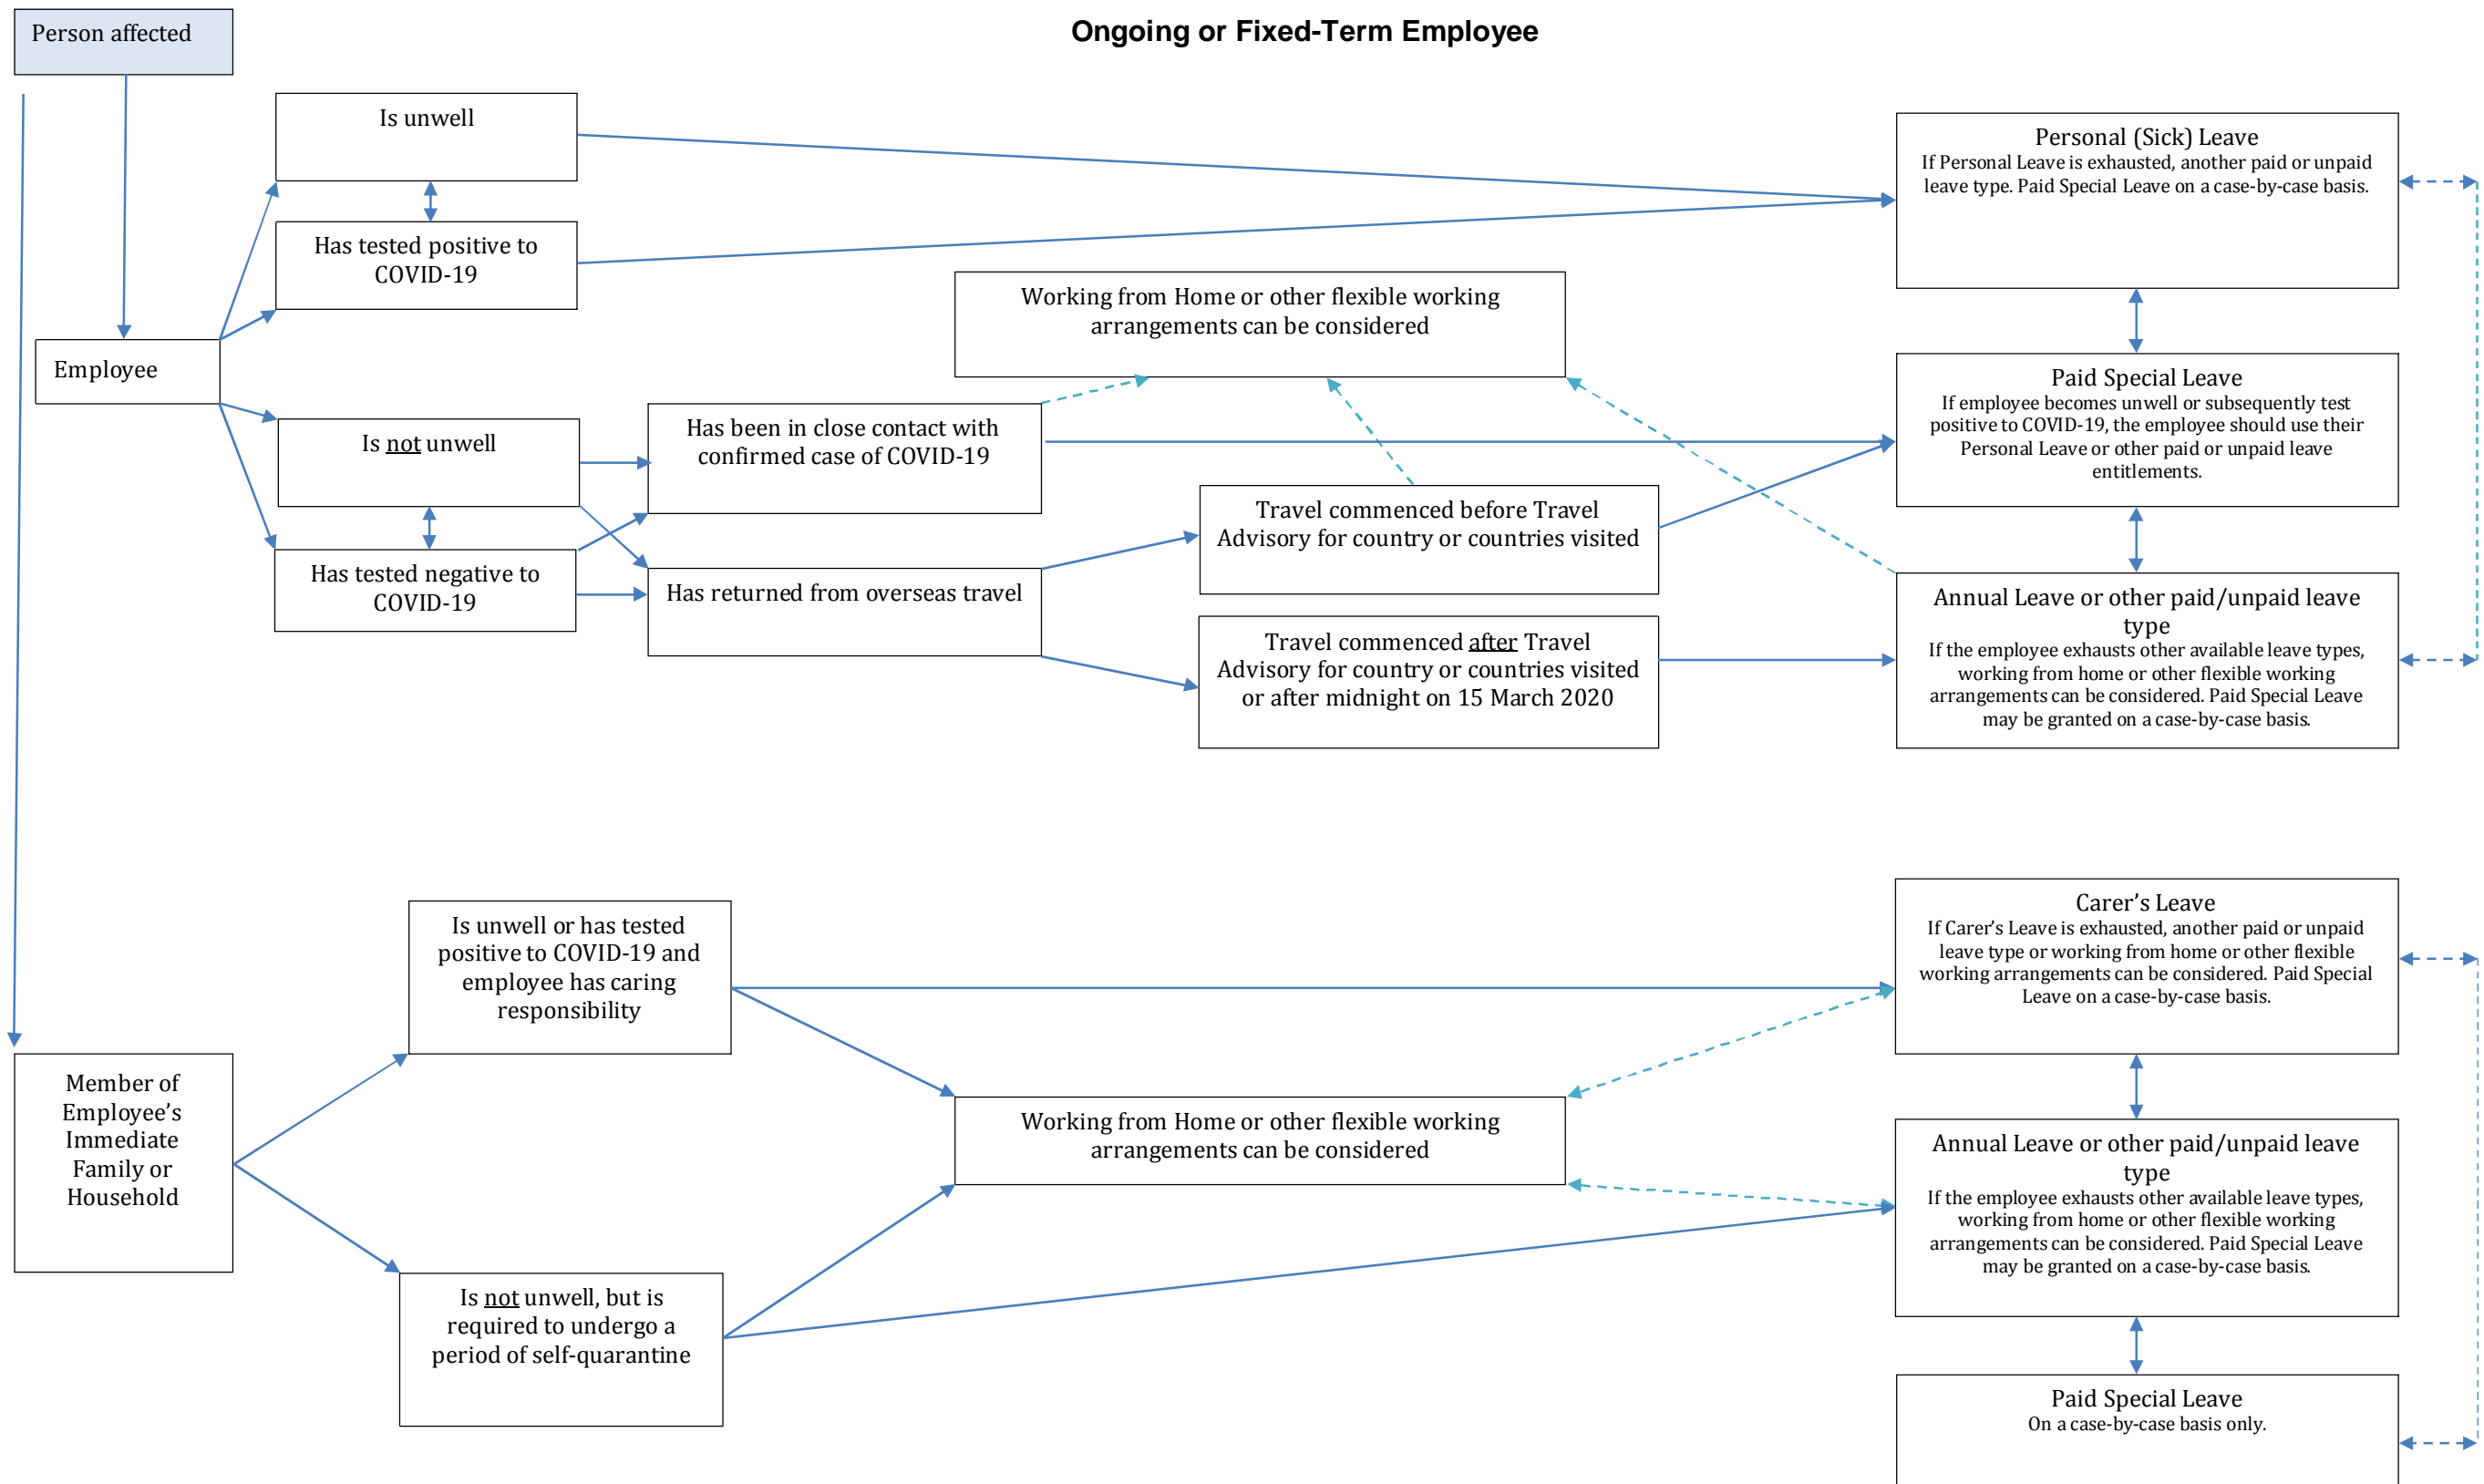 Person affected
Ongoing or Fixed-Term Employee
Is unwell
Has tested positive to
COVID-19
Employee
Is not unwell
Has tested negative to
COVID-19
Has been in close contact with
confirmed case of COVID-19
Has returned from overseas travel
Working from Home or other flexible working
arrangements can be considered
Travel commenced before Travel
Advisory for country or countries visited
Travel commenced after Travel
Advisory for country or countries visited
or after midnight on 15 March 2020
Personal (Sick) Leave
If Personal Leave is exhausted, another paid or unpaid
leave type. Paid Special Leave on a case-by-case basis.
Paid Special Leave
If employee becomes unwell or subsequently test
positive to COVID-19, the employee should use their
Personal Leave or other paid or unpaid leave
entitlements.
Annual Leave or other paid/unpaid leave
type
If the employee exhausts other available leave types,
working from home or other flexible working
arrangements can be considered. Paid Special Leave
may be granted on a case-by-case basis.
Member of
Employee’s
Immediate
Family or
Household
Is unwell or has tested
positive to COVID-19 and
employee has caring
responsibility
Is not unwell, but is
required to undergo a
period of self-quarantine
Working from Home or other flexible working
arrangements can be considered
Carer’s Leave
If Carer’s Leave is exhausted, another paid or unpaid
leave type or working from home or other flexible
working arrangements can be considered. Paid Special
Leave on a case-by-case basis.
Annual Leave or other paid/unpaid leave
type
If the employee exhausts other available leave types,
working from home or other flexible working
arrangements can be considered. Paid Special Leave
may be granted on a case-by-case basis.
Paid Special Leave
On a case-by-case basis only.